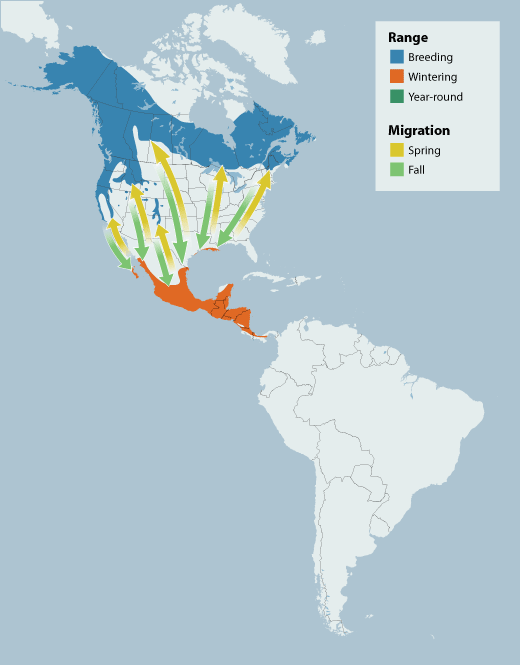 Range
Breeding
Wintering
Year-round
Migration
Spring
Fall